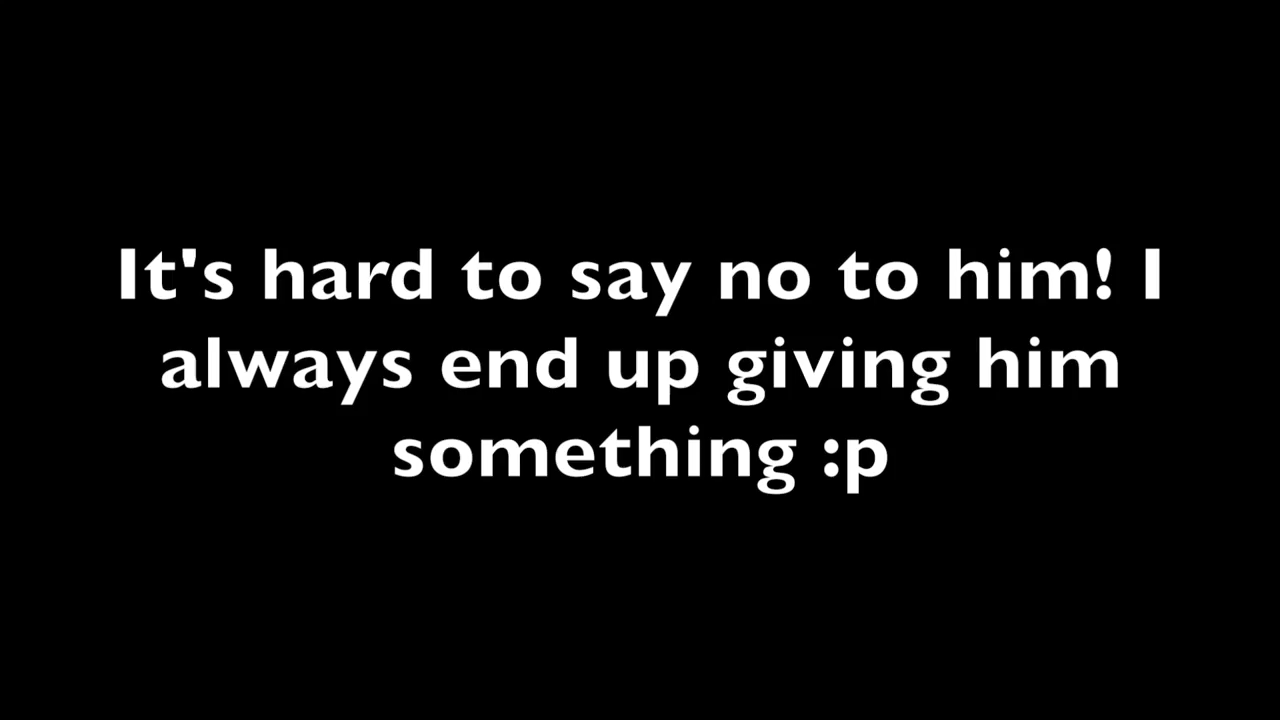 It's hard to say no to him! I
always end up giving him
something :p